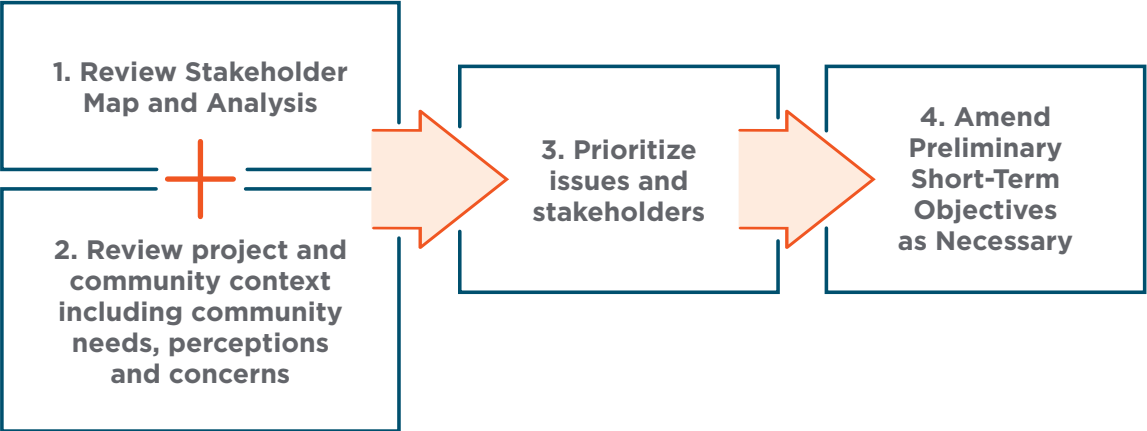 1. Review Stakeholder
Map and Analysis
2. Review project and
community context
including community
needs, perceptions
and concerns
3. Prioritize
issues and
stakeholders
4. Amend
Preliminary
Short-Term
Objectives
as Necessary